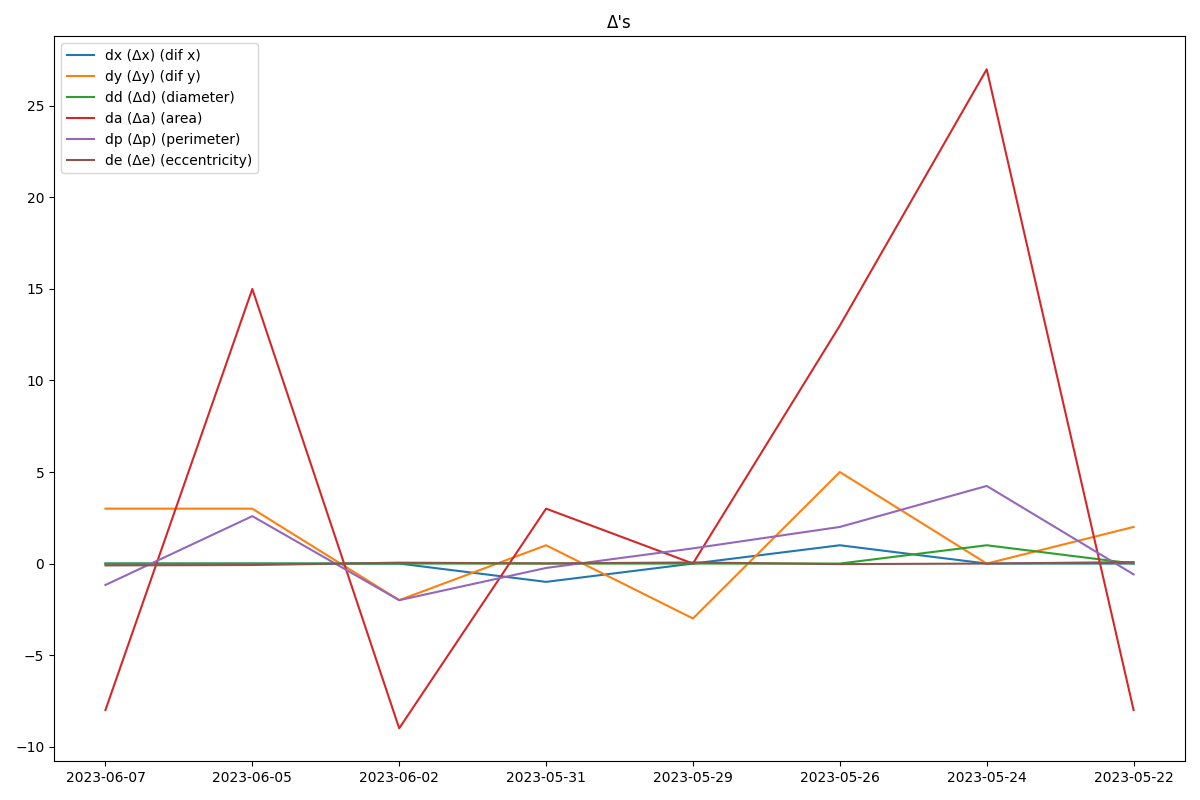 Δ's
dx (Δx) (dif x)
dy (Δy) (dif y)
dd (Δd) (diameter)
da (Δa) (area)
dp (Δp) (perimeter)
de (Δe) (eccentricity)
25
20
15
10
5
0
−5
−10
2023-06-07 2023-06-05 2023-06-02 2023-05-31 2023-05-29 2023-05-26 2023-05-24 2023-05-22